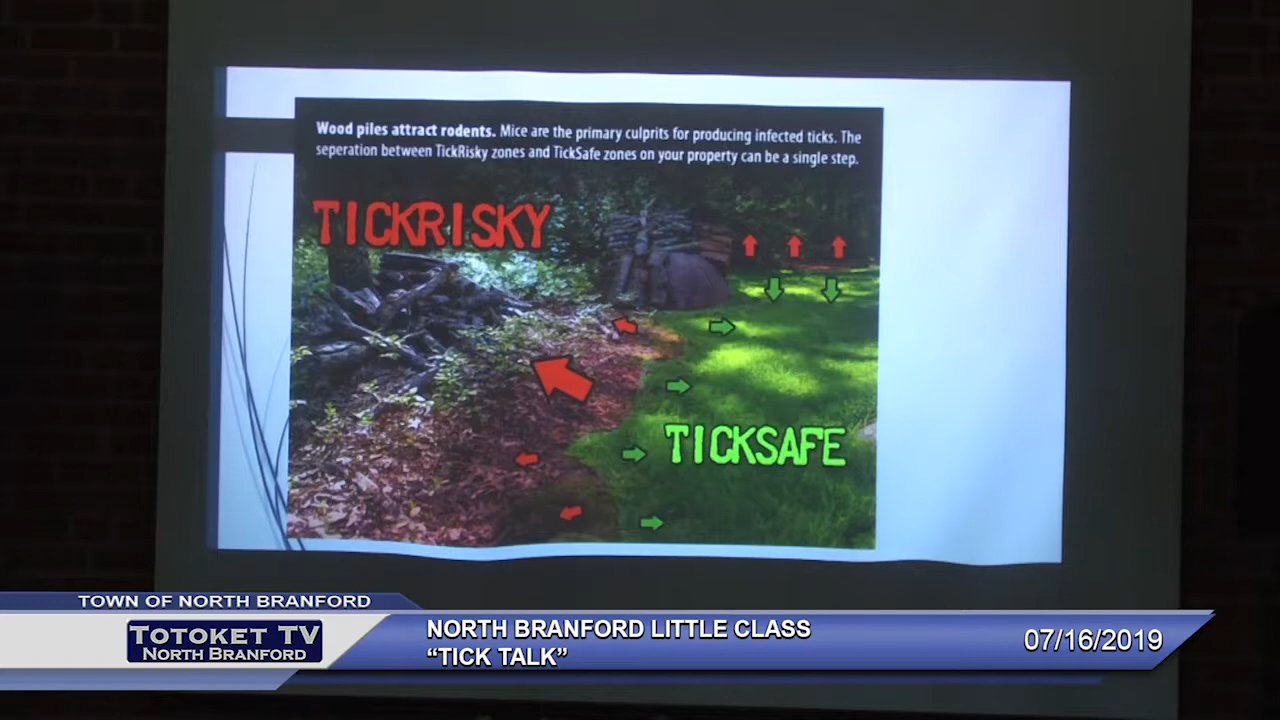 Wood piles attract rodents. Mice are the primary culprits for producing infected ticks. The
seperation between TickRisky zones and TickSafe zones on your property can be a single step.
TICKRISKY
TICKSAFE
TOWN OF NORTH BRANFORD
TOTOKET TV
NORTH BRANFORD
NORTH BRANFORD LITTLE CLASS
“TICK TALK”
07/16/2019